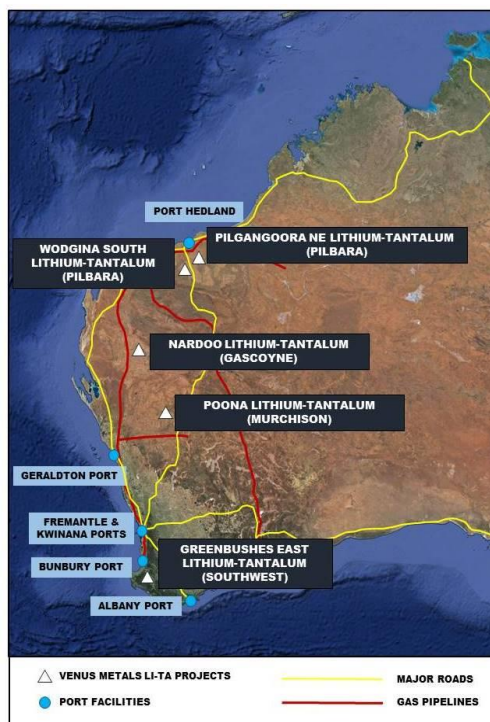 PORT HEDLAND
WODGINA SOUTH
LITHIUM-TANTALUM
(PILBARA)
PILGANGOORA NE LITHIUM-TANTALUM
(PILBARA)
NARDOO LITHIUM-TANTALUM
(GASCOYNE)
POONA LITHIUM-TANTALUM
(MURCHISON)
GERALDTON PORT
FREMANTLE &
KWINANA PORTS
BUNBURY PORT
GREENBUSHES EAST
LITHIUM-TANTALUM
(SOUTHWEST)
ALBANY PORT
VENUS METALS LI-TA PROJECTS
MAJOR ROADS
PORT FACILITIES
GAS PIPELINES